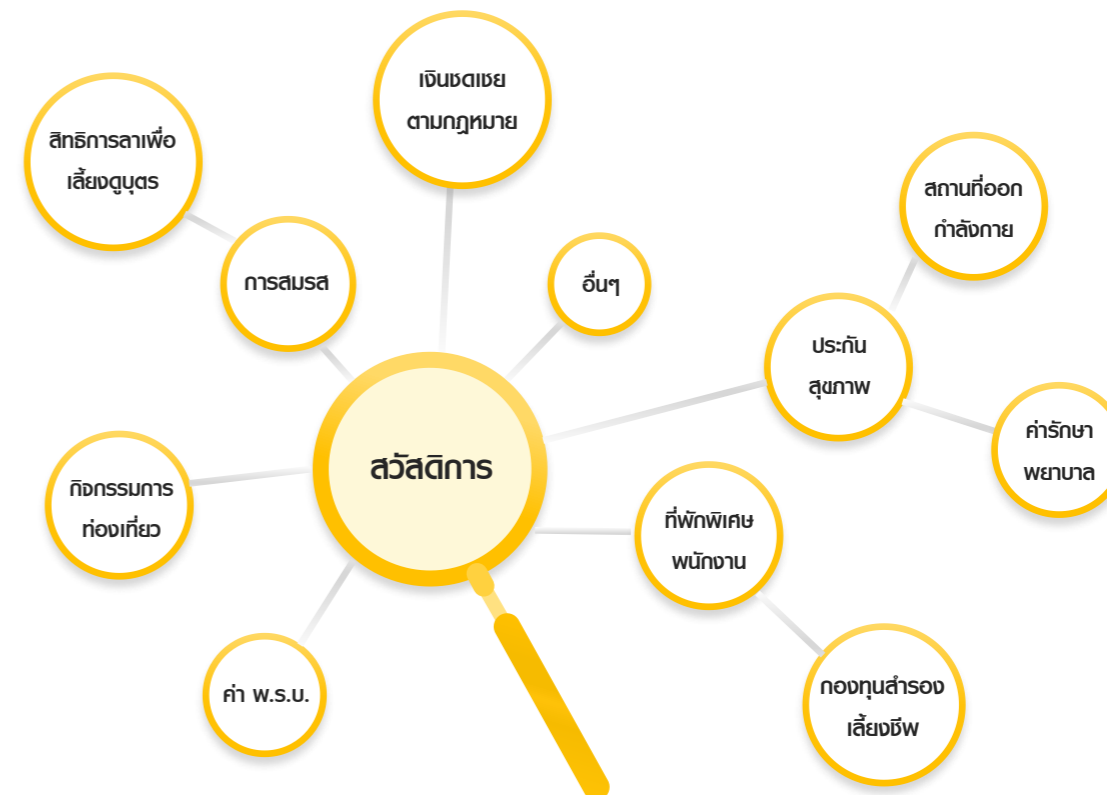 เงินชดเชย
ตามกฎหมาย
สิทธิการลาเพื่อ
เลี้ยงดูบุตร
สถานที่ออก
กำลังกาย
การสมรส
อื่นๆ
ประกัน
สุขภาพ
ค่ารักษา
พยาบาล
สวัสดิการ
กิจกรรมการ
ท่องเที่ยว
ที่พักพิเศษ
พนักงาน
ค่า พ.ร.บ.
กองทุนสำรอง
เลี้ยงชีพ